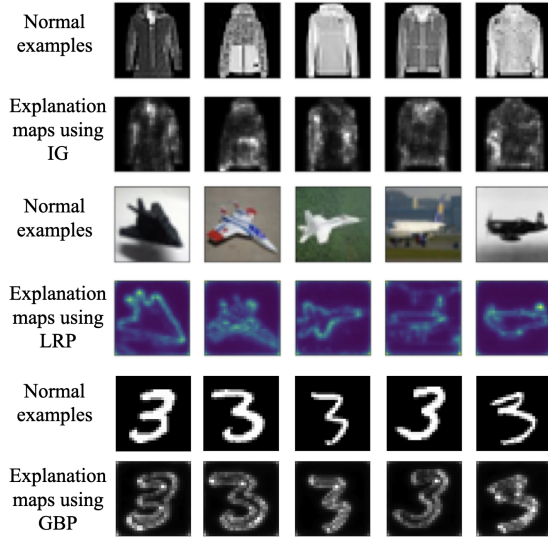 Normal
examples
Explanation
maps using
IG
Normal
examples
Explanation
maps using
LRP
Normal
examples
Explanation
maps using
GBP